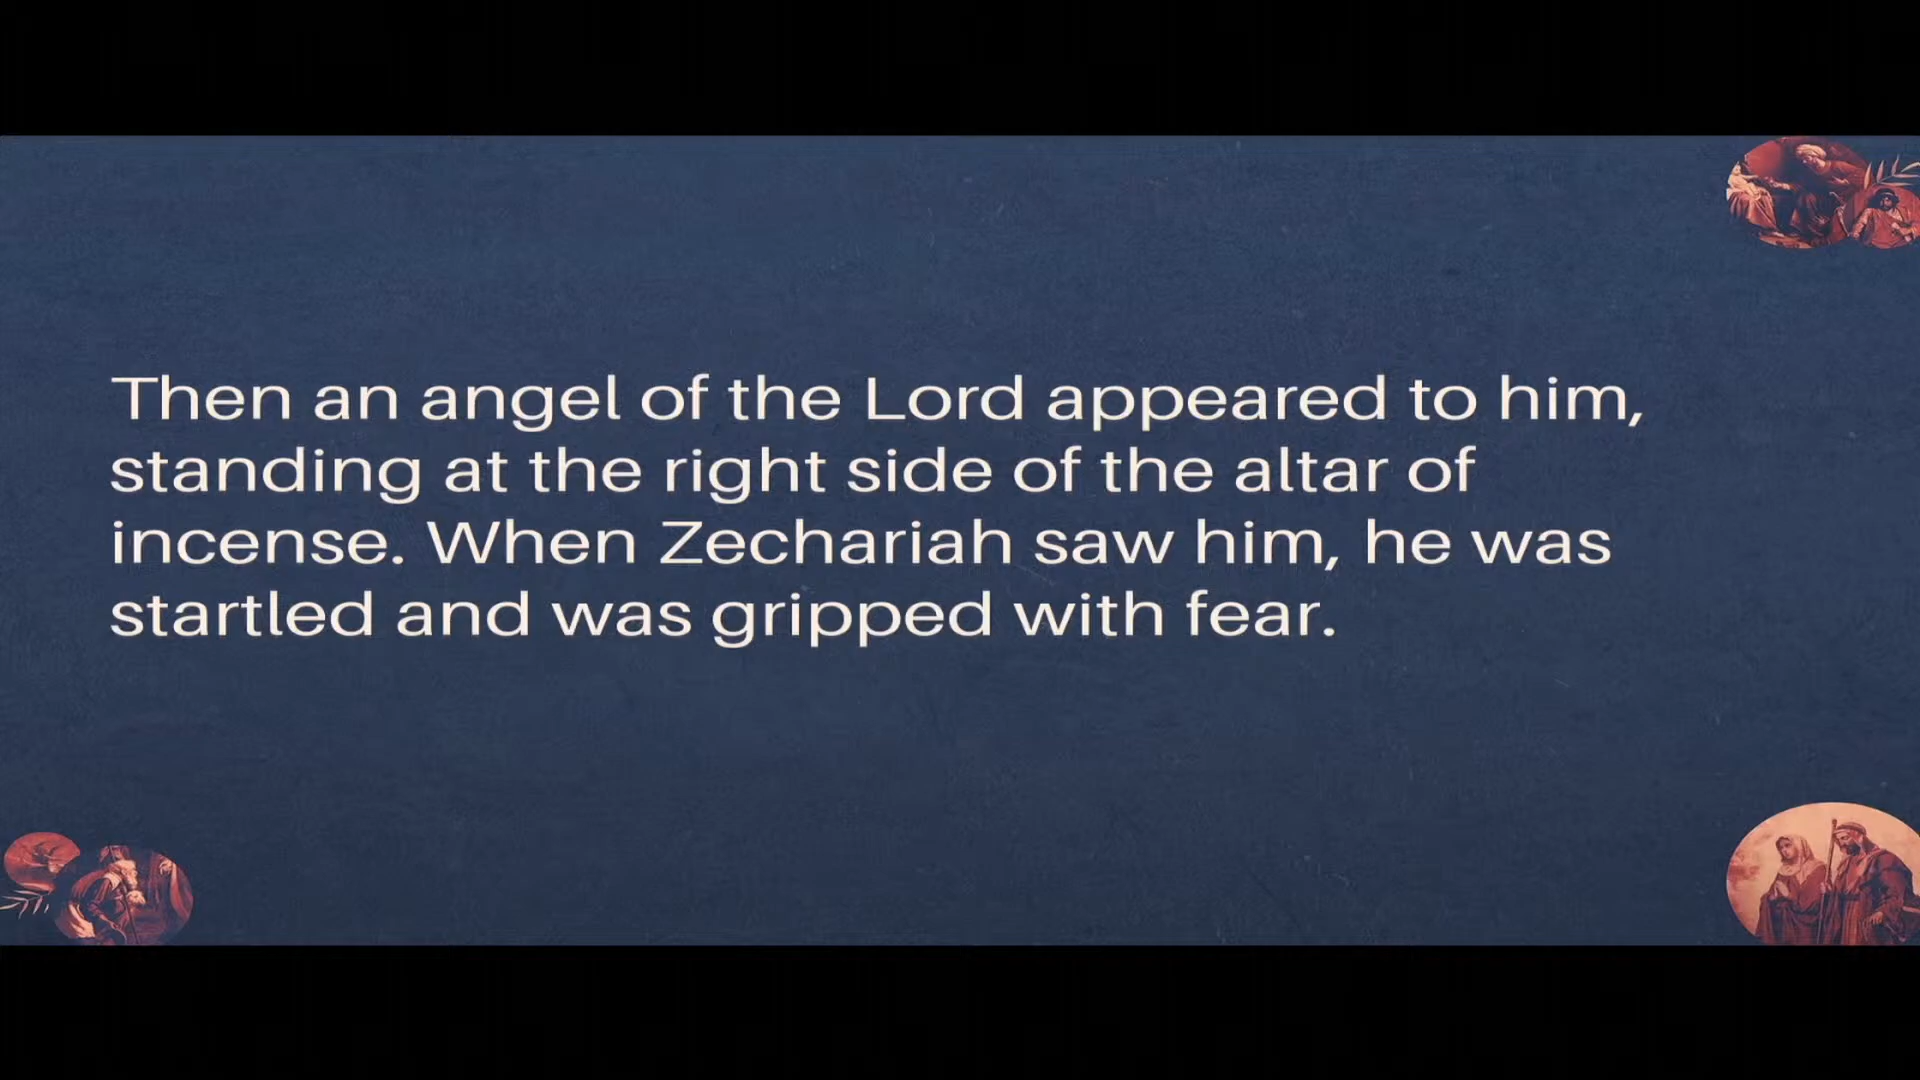 Then an angel of the Lord appeared to him,
standing at the right side of the altar of
incense. When Zechariah saw him, he was
startled and was gripped with fear.